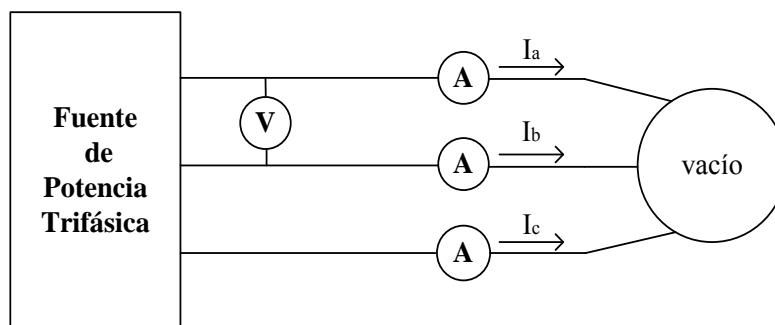 Fuente
de
Potencia
Trifásica
V
A
Ia
A
Ib
A
Ic
vacío